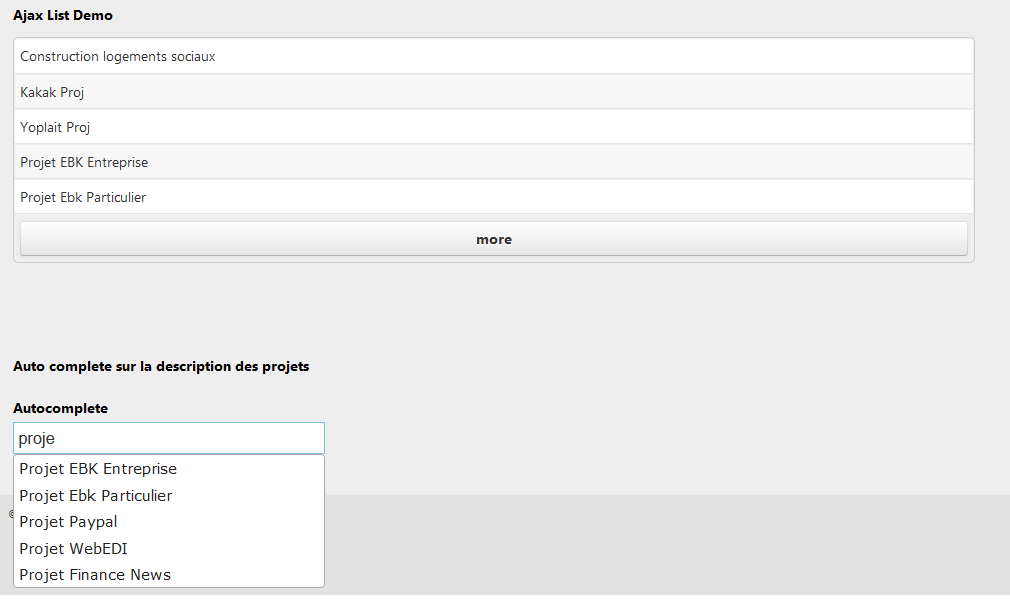 Ajax List Demo
Construction logements sociaux
Kakak Proj
Yoplait Proj
Projet EBK Entreprise
Projet Ebk Particulier
more
Auto complete sur la description des projets
Autocomplete
proje
Projet EBK Entreprise
Projet Ebk Particulier
Projet Paypal
Projet WebEDI
Projet Finance News